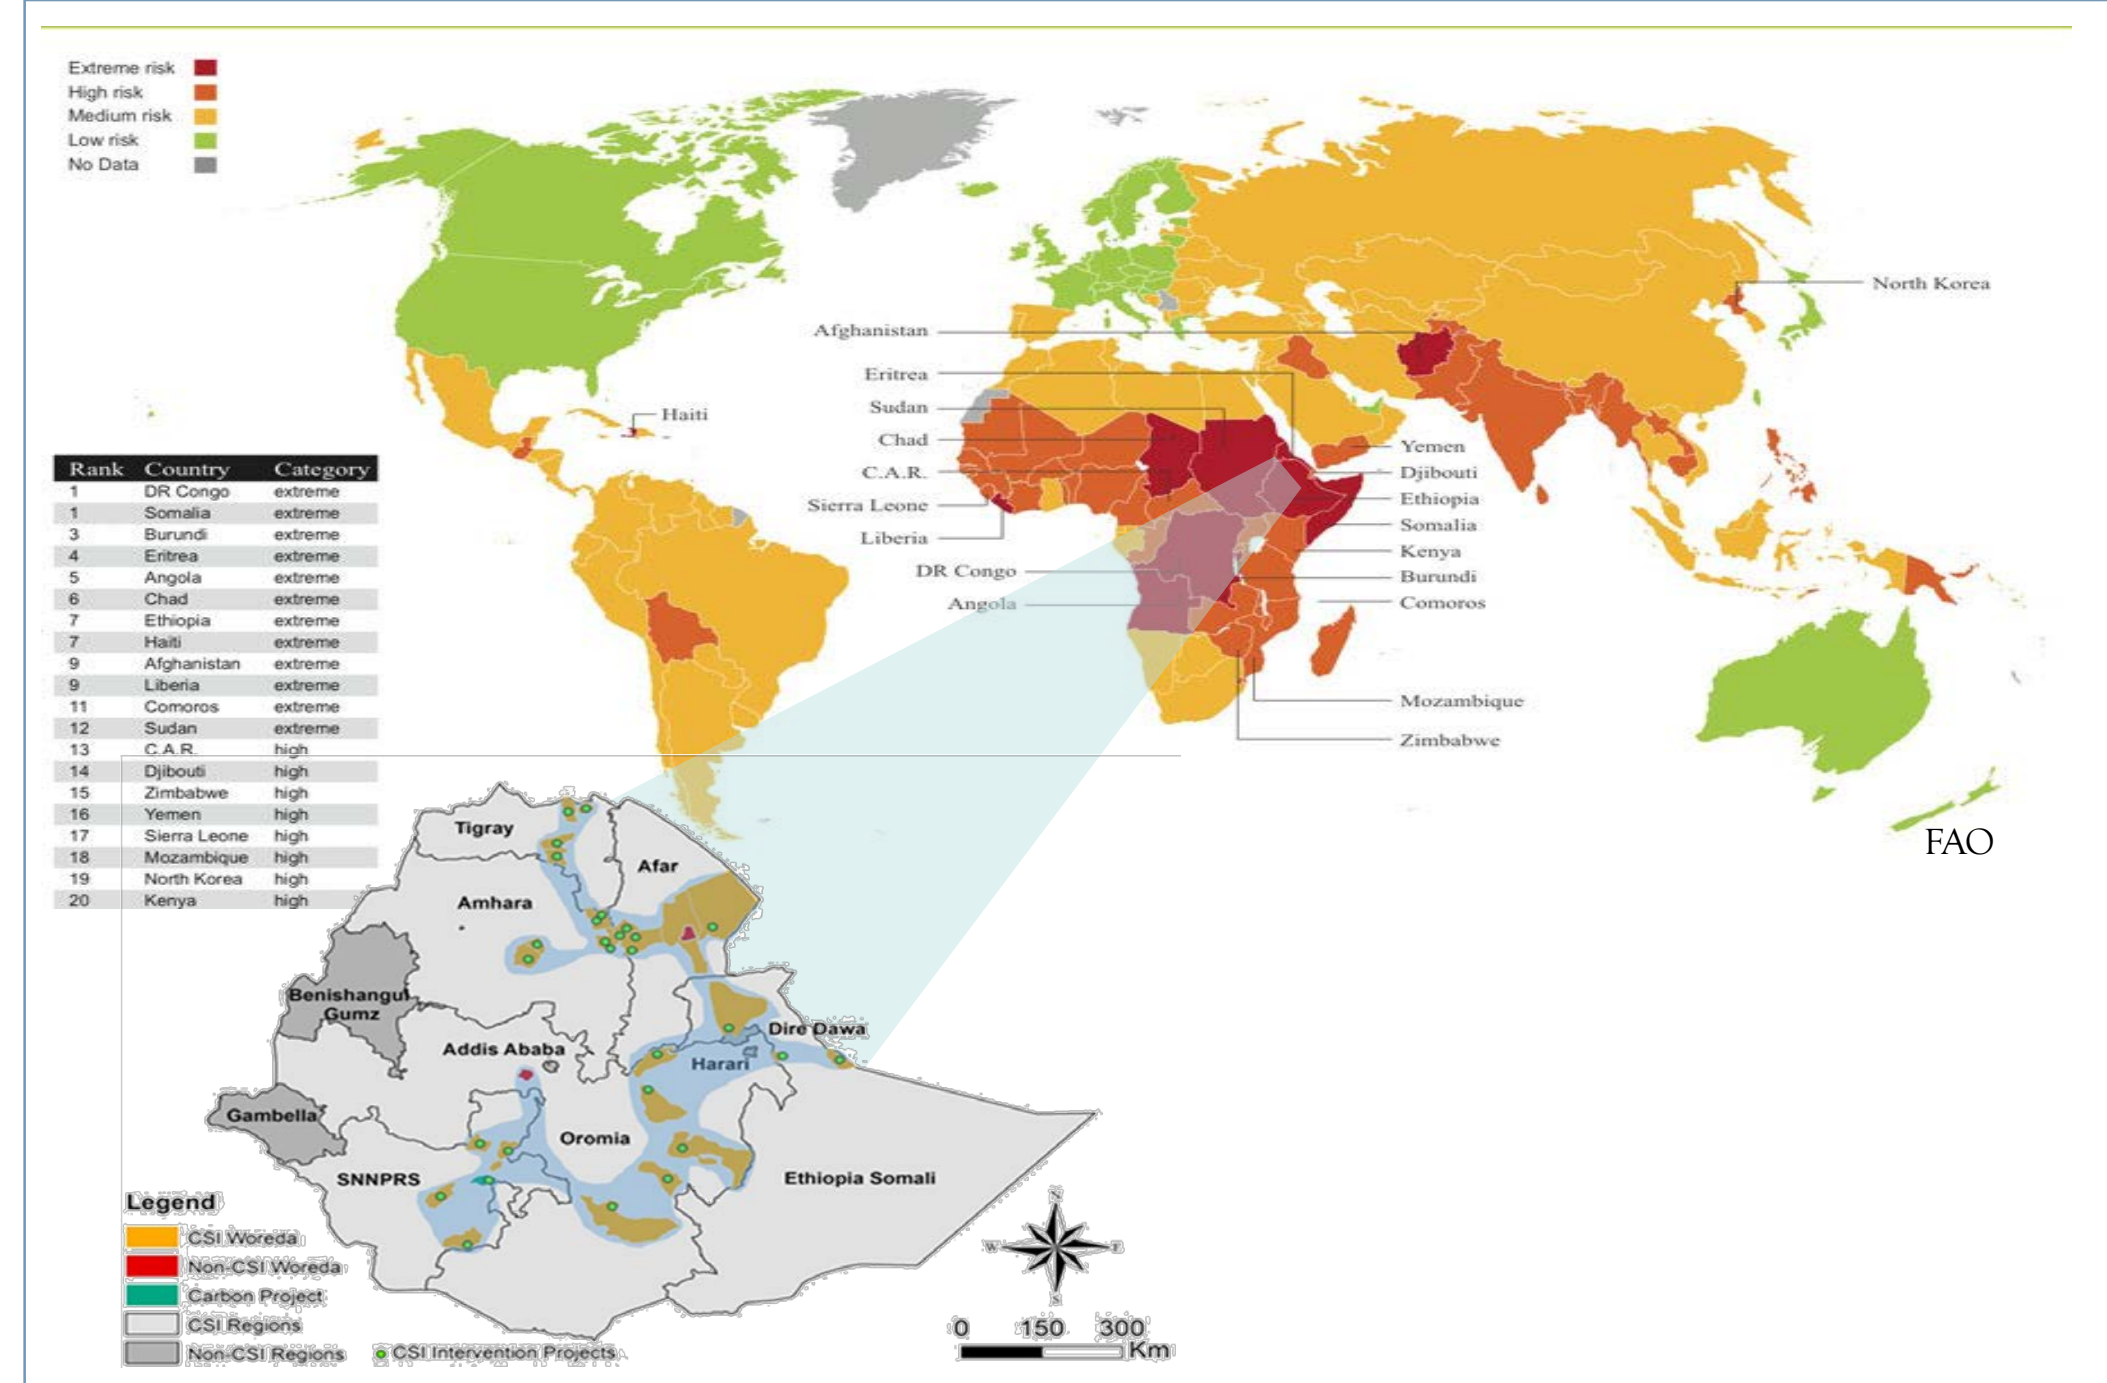 Extreme risk
High risk
Medium risk
Low risk
No Data
North Korea
Afghanistan
Eritrea
Sudan
Chad
C.A.R.
Sierra Leone
Liberia
DR Congo
Angola
Haiti
Yemen
Djibouti
Ethiopia
Somalia
Kenya
Burundi
Comoros
Mozambique
Zimbabwe
FAO
Rank Country Category
1 DR Congo extreme
1 Somalia extreme
3 Burundi extreme
4 Eritrea extreme
5 Angola extreme
6 Chad extreme
7 Ethiopia extreme
7 Haiti extreme
9 Afghanistan extreme
9 Liberia extreme
11 Comoros extreme
12 Sudan extreme
13 C.A.R. high
14 Djibouti high
15 Zimbabwe high
16 Yemen high
17 Sierra Leone high
18 Mozambique high
19 North Korea high
20 Kenya high
Tigray
Afar
Amhara
Benishangul
Gumz
Dire Dawa
Addis Ababa
Harari
Gambella
Oromia
SNNPRS
Ethiopia Somali
Legend
CSI Woreda
Non-CSI Woreda
Carbon Project
CSI Regions
Non-CSI Regions
CSI Intervention Projects
N
W E
S
0 150 300
Km